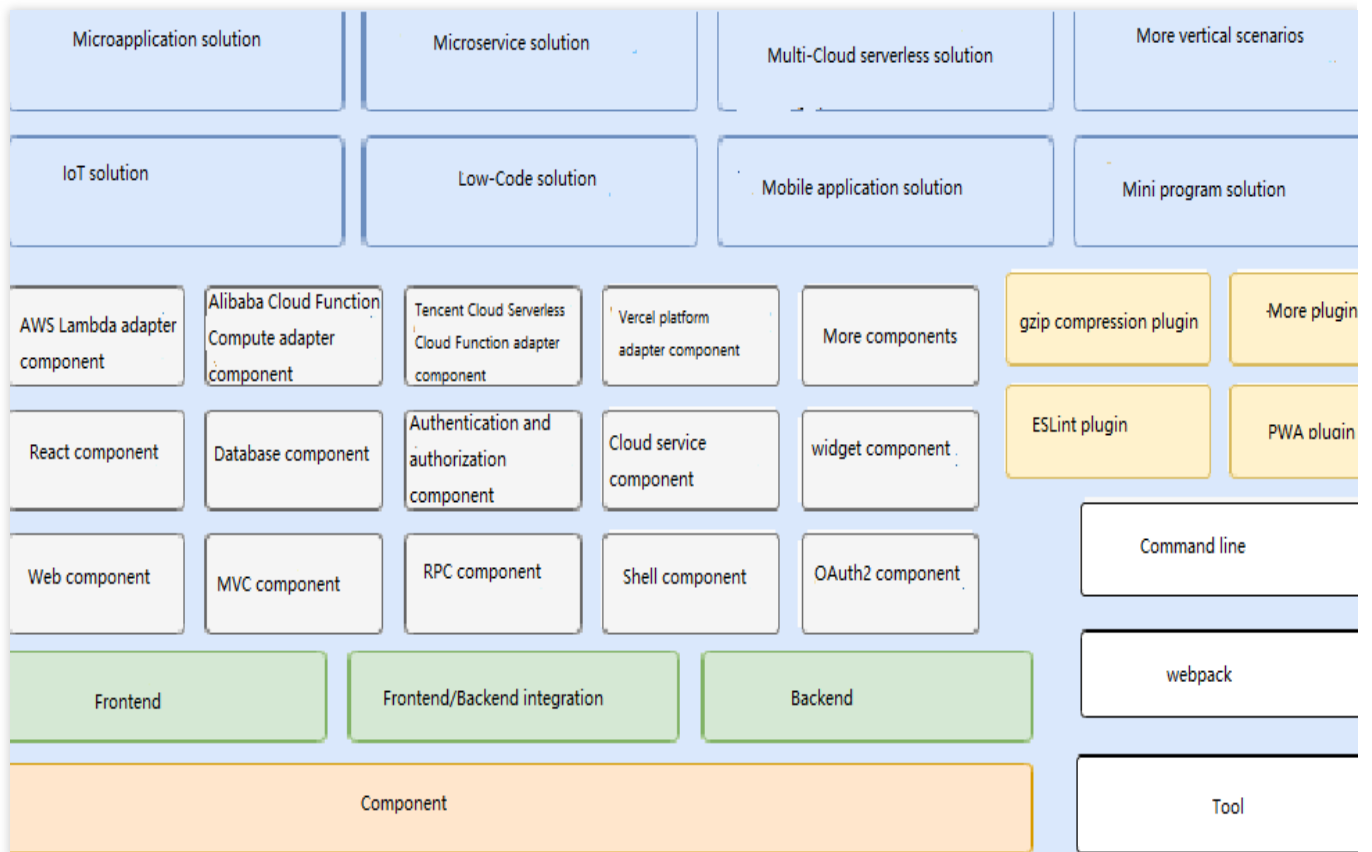 Microapplication solution
Microservice solution
Multi-Cloud serverless solution
More vertical scenarios
IoT solution
Low-Code solution
Mobile application solution
Mini program solution
AWS Lambda adapter
component
Alibaba Cloud Function
Compute adapter
component
Tencent Cloud Serverless
Cloud Function adapter
component
Vercel platform
adapter component
More components
gzip compression plugin
More plugin
React component
Database component
Authentication and
authorization
component
Cloud service
component
widget component
ESLint plugin
PWA plugin
Web component
MVC component
RPC component
Shell component
OAuth2 component
Command line
Frontend
Frontend/Backend integration
Backend
webpack
Component
Tool